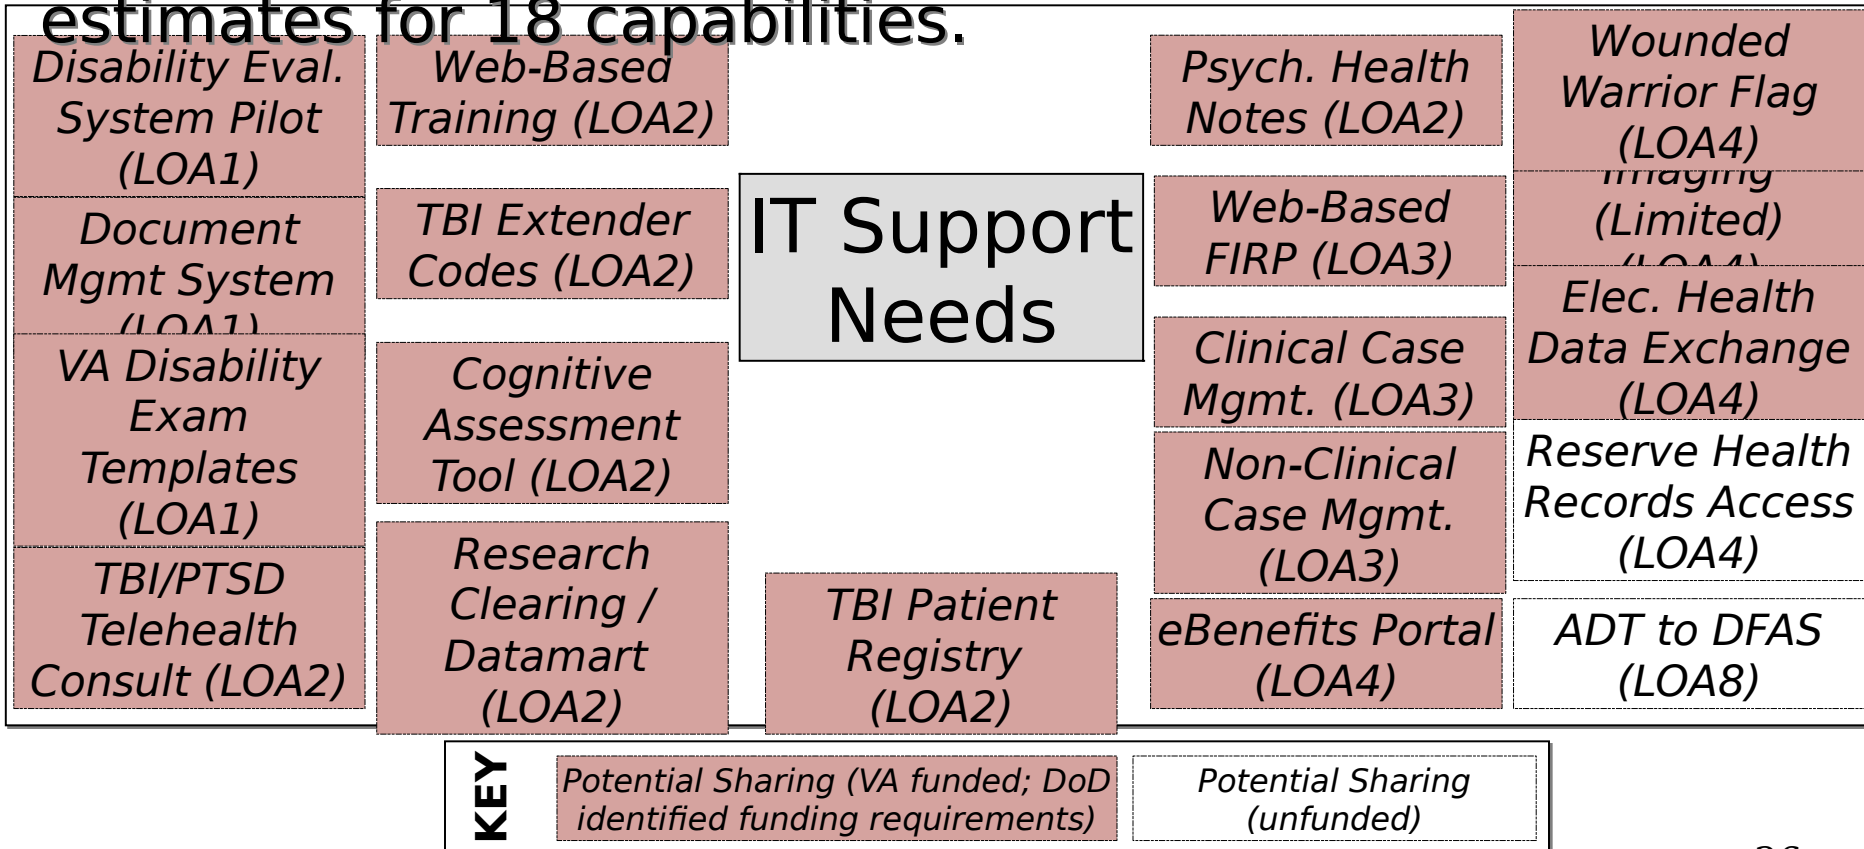 estimates for 18 capabilities.
Disability Eval.
System Pilot
(LOA1)
Document
Mgmt System
(LOA1)
VA Disability
Exam
Templates
(LOA1)
TBI/PTSD
Telehealth
Consult (LOA2)
Web-Based
Training (LOA2)
TBI Extender
Codes (LOA2)
Cognitive
Assessment
Tool (LOA2)
Research
Clearing /
Datamart
(LOA2)
IT Support
Needs
TBI Patient
Registry
(LOA2)
Psych. Health
Notes (LOA2)
Web-Based
FIRP (LOA3)
Clinical Case
Mgmt. (LOA3)
Non-Clinical
Case Mgmt.
(LOA3)
eBenefits Portal
(LOA4)
Wounded
Warrior Flag
(LOA4)
Imaging
(Limited)
(LOA4)
Elec. Health
Data Exchange
(LOA4)
Reserve Health
Records Access
(LOA4)
ADT to DFAS
(LOA8)
KEY
Potential Sharing (VA funded; DoD
identified funding requirements)
Potential Sharing
(unfunded)